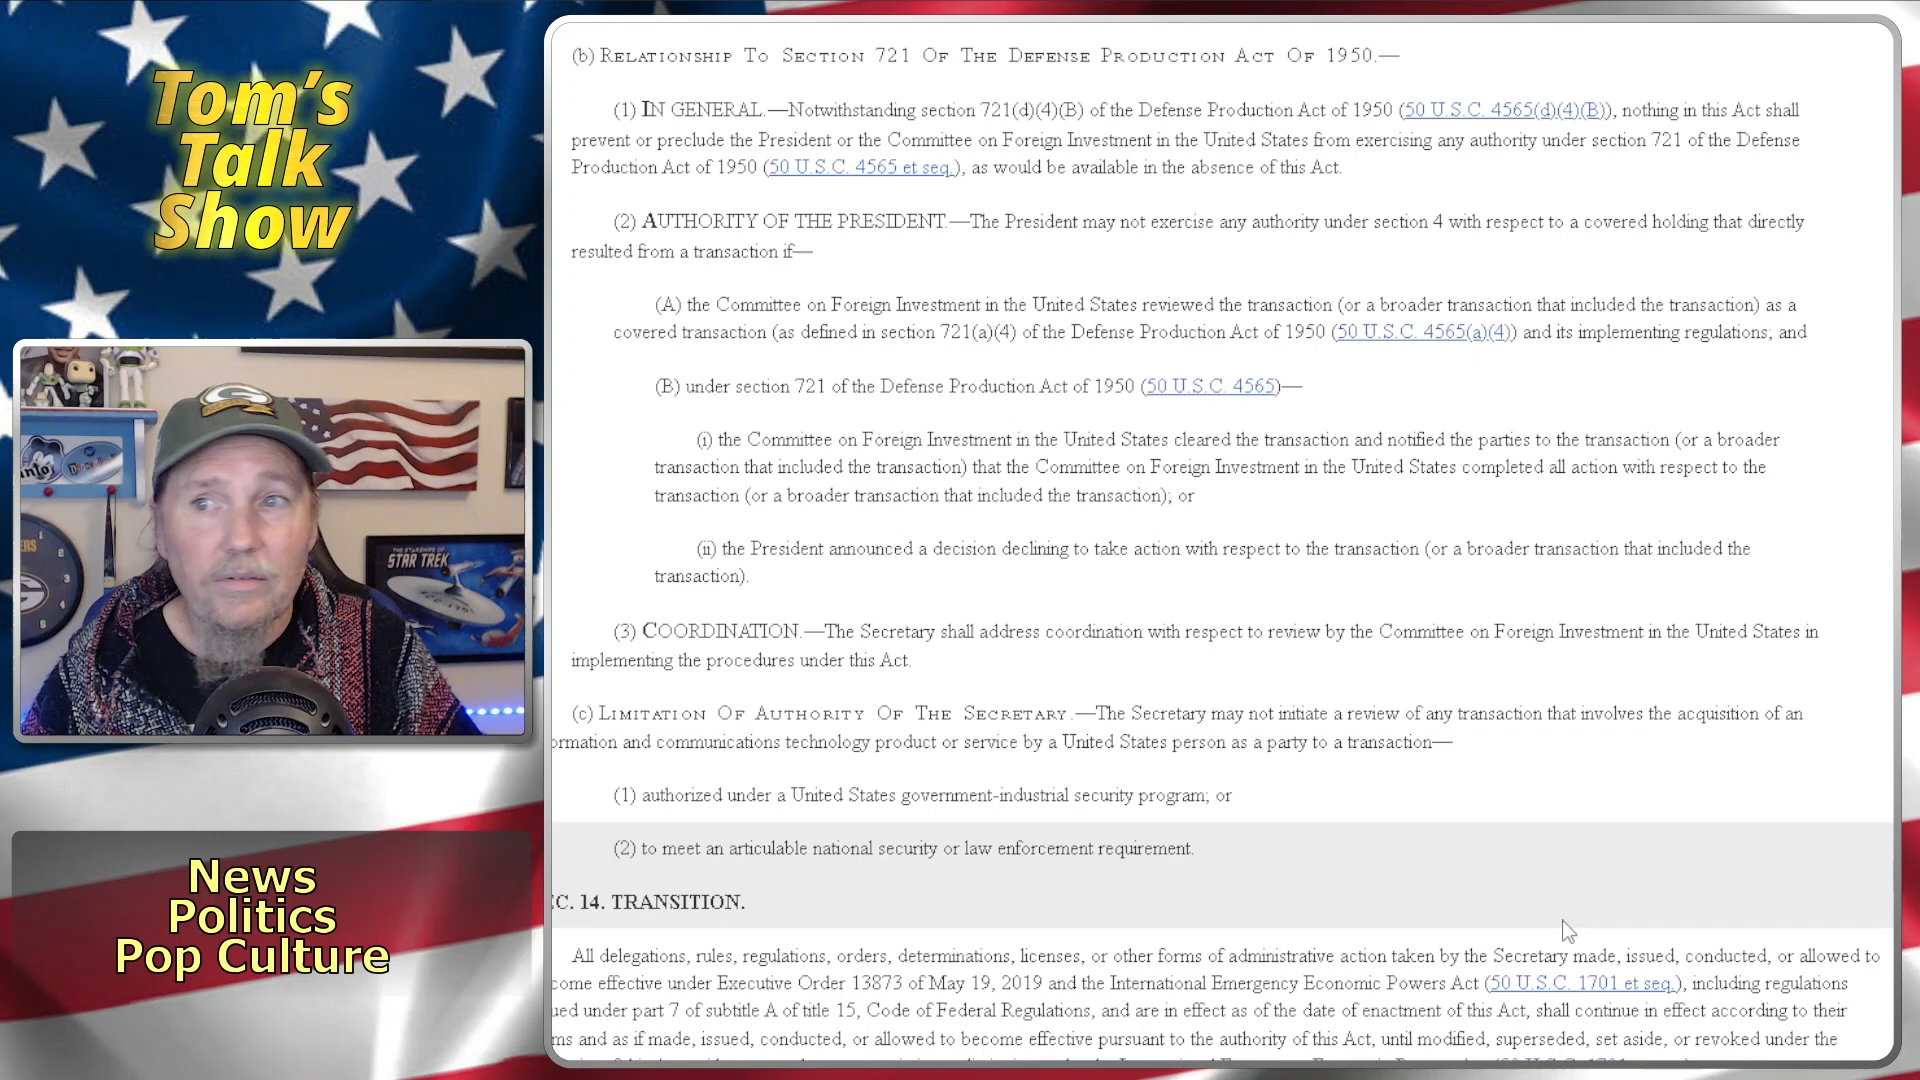 Tom's
Talk
Show
STAR TREK
News
Politics
Pop Culture
(b) RELATIONSHIP TO SECTION 721 OF THE DEFENSE PRODUCTION ACT OF 1950.—
(1) IN GENERAL.—Notwithstanding section 721(d)(4)(B) of the Defense Production Act of 1950 (50 U.S.C. 4565(d)(4)(B)), nothing in this Act shall
prevent or preclude the President or the Committee on Foreign Investment in the United States from exercising any authority under section 721 of the Defense
Production Act of 1950 (50 U.S.C. 4565 et seq.), as would be available in the absence of this Act.
(2) AUTHORITY OF THE PRESIDENT.—The President may not exercise any authority under section 4 with respect to a covered holding that directly
resulted from a transaction if—
(A) the Committee on Foreign Investment in the United States reviewed the transaction (or a broader transaction that included the transaction) as a
covered transaction (as defined in section 721(a)(4) of the Defense Production Act of 1950 (50 U.S.C. 4565(a)(4)) and its implementing regulations; and
(B) under section 721 of the Defense Production Act of 1950 (50 U.S.C. 4565)—
(i) the Committee on Foreign Investment in the United States cleared the transaction and notified the parties to the transaction (or a broader
transaction that included the transaction) that the Committee on Foreign Investment in the United States completed all action with respect to the
transaction (or a broader transaction that included the transaction); or
(ii) the President announced a decision declining to take action with respect to the transaction (or a broader transaction that included the
transaction).
(3) COORDINATION.—The Secretary shall address coordination with respect to review by the Committee on Foreign Investment in the United States in
implementing the procedures under this Act.
(c) LIMITATION OF AUTHORITY OF THE SECRETARY.—The Secretary may not initiate a review of any transaction that involves the acquisition of an
ormation and communications technology product or service by a United States person as a party to a transaction—
(1) authorized under a United States government-industrial security program; or
(2) to meet an articulable national security or law enforcement requirement.
C. 14. TRANSITION.
All delegations, rules, regulations, orders, determinations, licenses, or other forms of administrative action taken by the Secretary made, issued, conducted, or allowed to
come effective under Executive Order 13873 of May 19, 2019 and the International Emergency Economic Powers Act (50 U.S.C. 1701 et seq.), including regulations
ued under part 7 of subtitle A of title 15, Code of Federal Regulations, and are in effect as of the date of enactment of this Act, shall continue in effect according to their
ms and as if made, issued, conducted, or allowed to become effective pursuant to the authority of this Act, until modified, superseded, set aside, or revoked under the